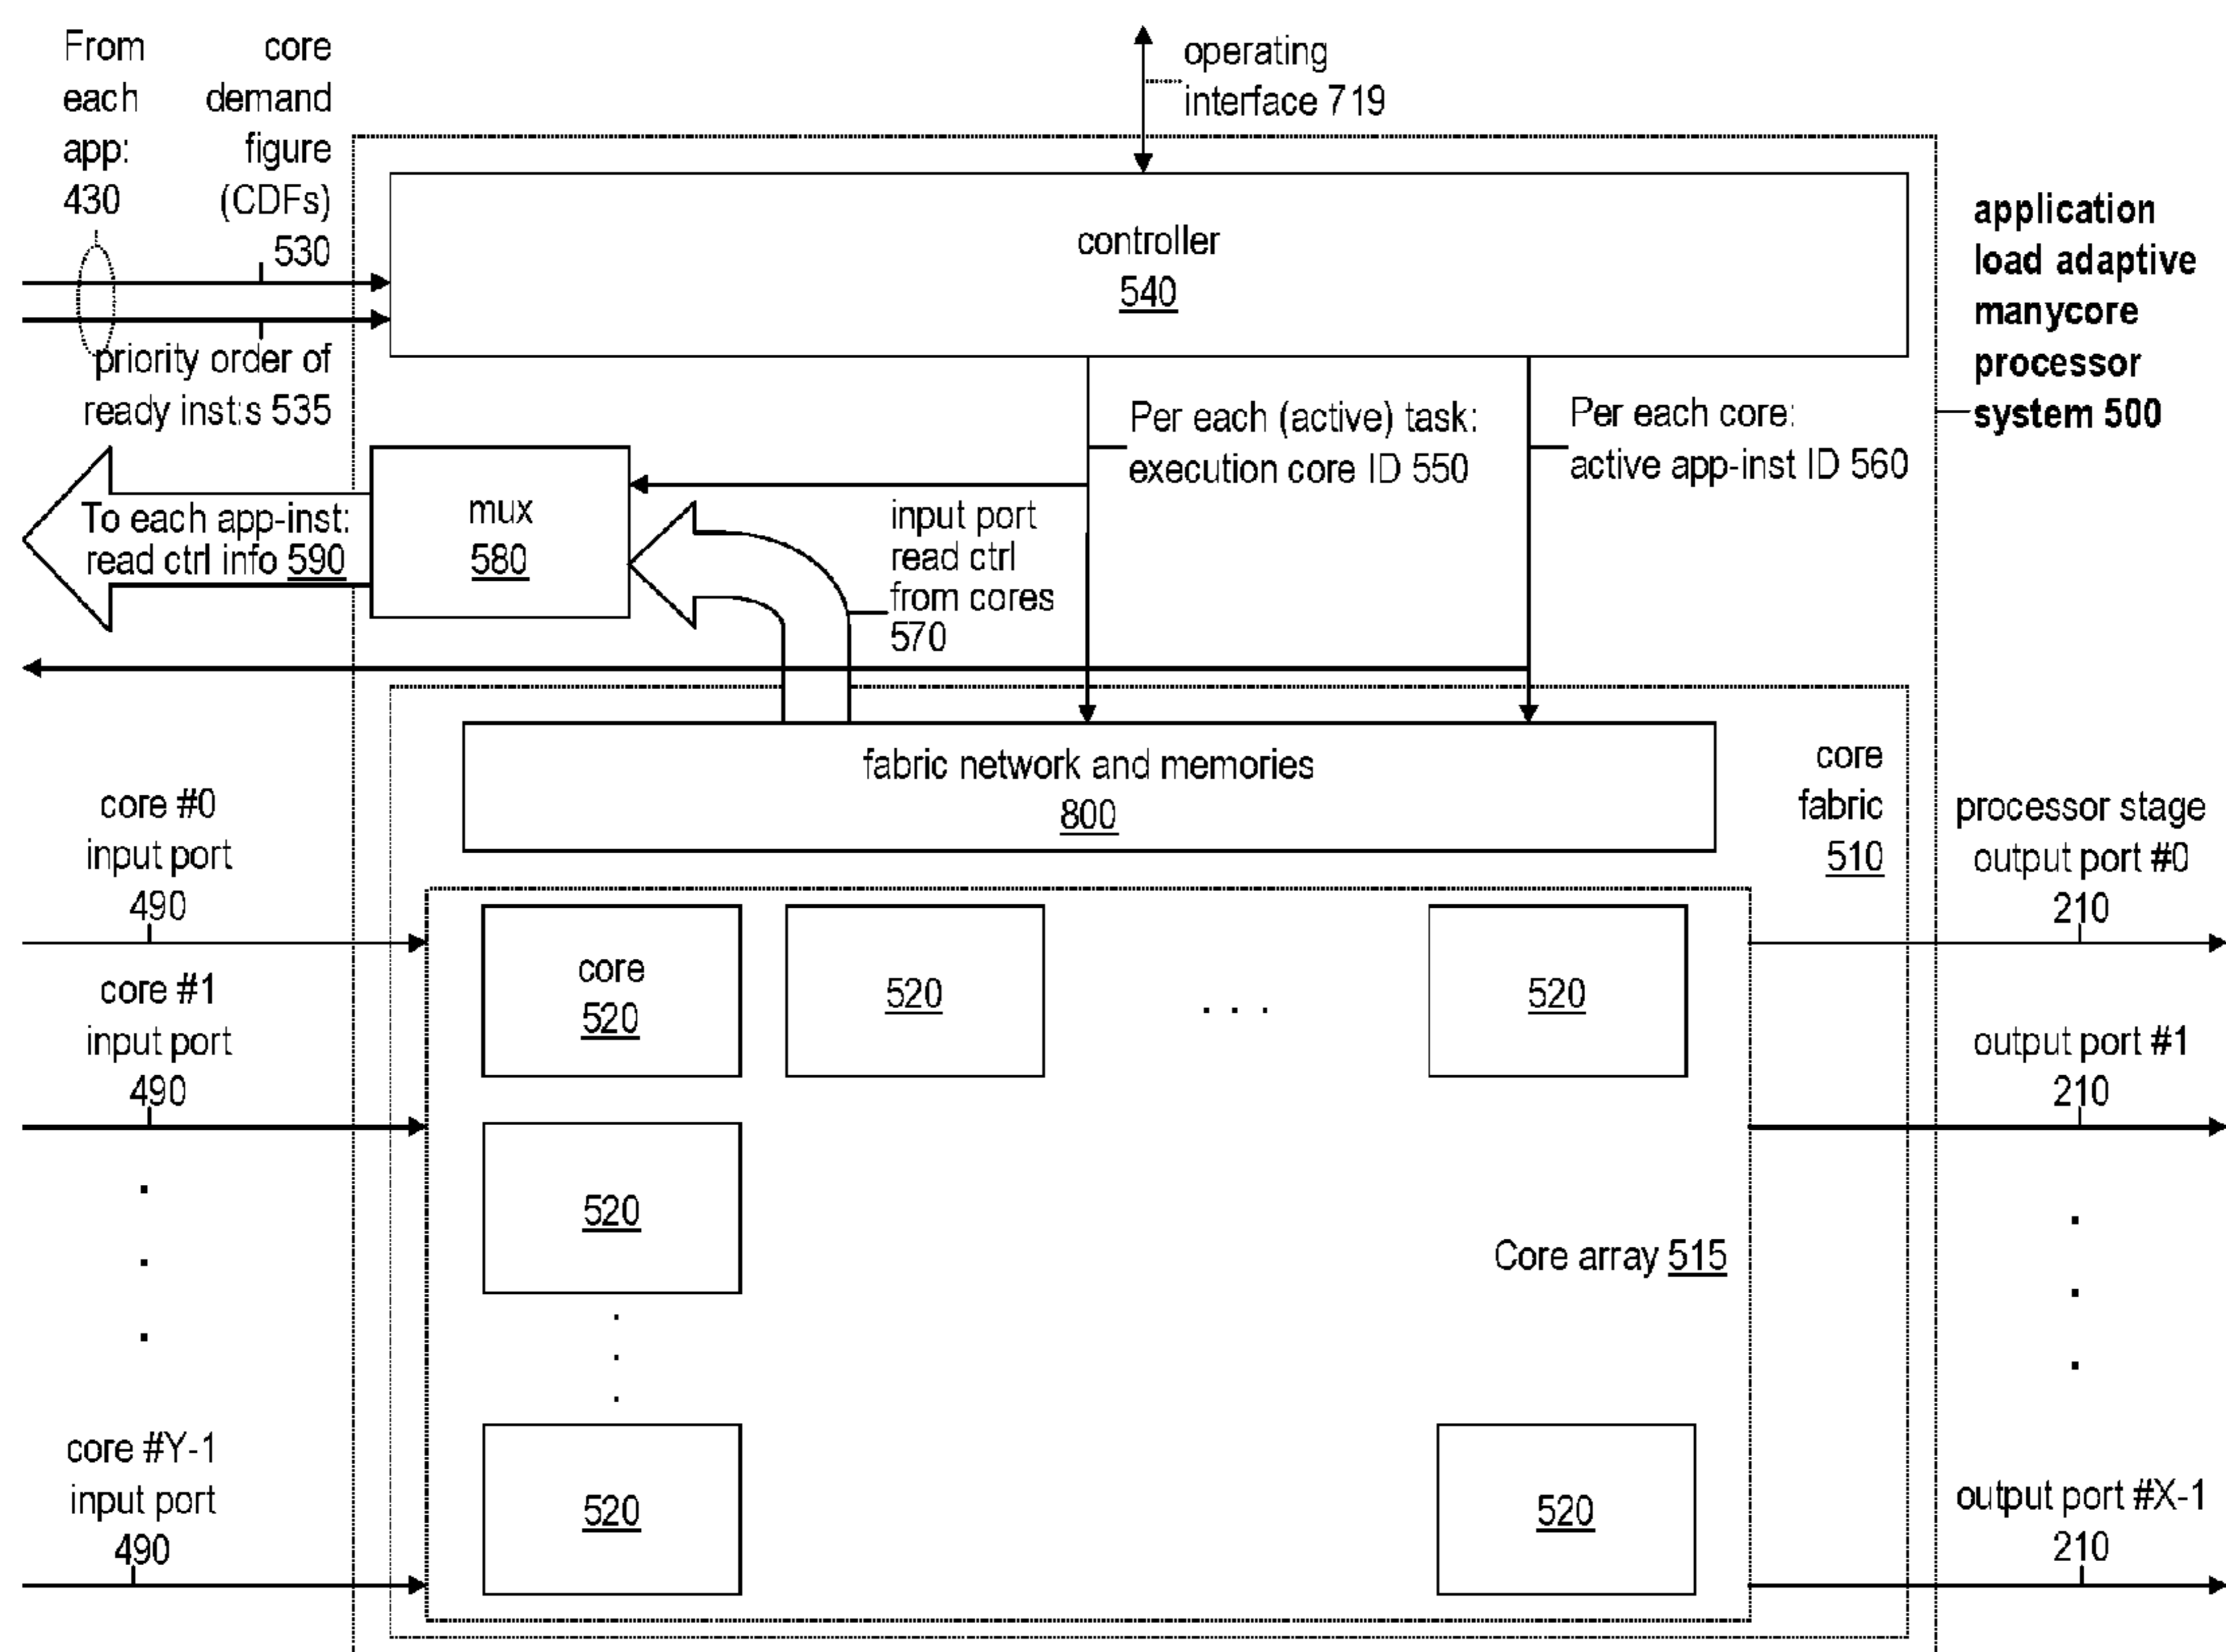 From
each
app:
430
core
demand
figure
(CDFs)
530
priority order of
ready inst:s 535
operating
interface 719
controller
540
application
load adaptive
manycore
processor
system 500
Per each (active) task:
execution core ID 550
Per each core:
active app-inst ID 560
To each app-inst:
read ctrl info 590
mux
580
input port
read ctrl
from cores
570
fabric network and memories
800
core
fabric
510
core #0
input port
490
core #1
input port
490
.
.
.
core #Y-1
input port
490
core
520
520
. . .
520
520
.
.
.
520
520
Core array 515
processor stage
output port #0
210
output port #1
210
.
.
.
output port #X-1
210